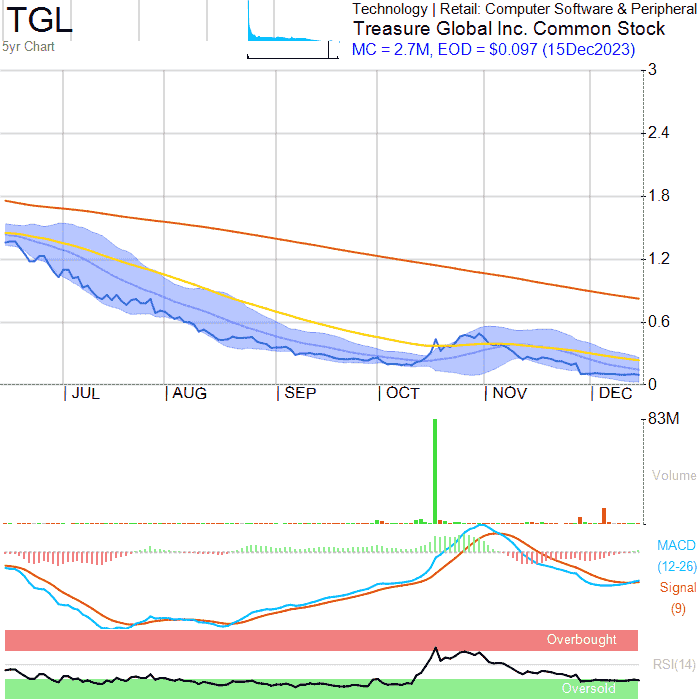 TGL
Technology | Retail: Computer Software & Peripheral
Treasure Global Inc. Common Stock
5yr Chart
MC = 2.7M, EOD = $0.097 (15Dec2023)
3
2.4
1.8
1.2
0.6
0
| JUL | AUG | SEP | OCT | NOV | DEC
83M
Volume
MACD
(12-26)
Signal
(9)
Overbought
RSI(14)
Oversold